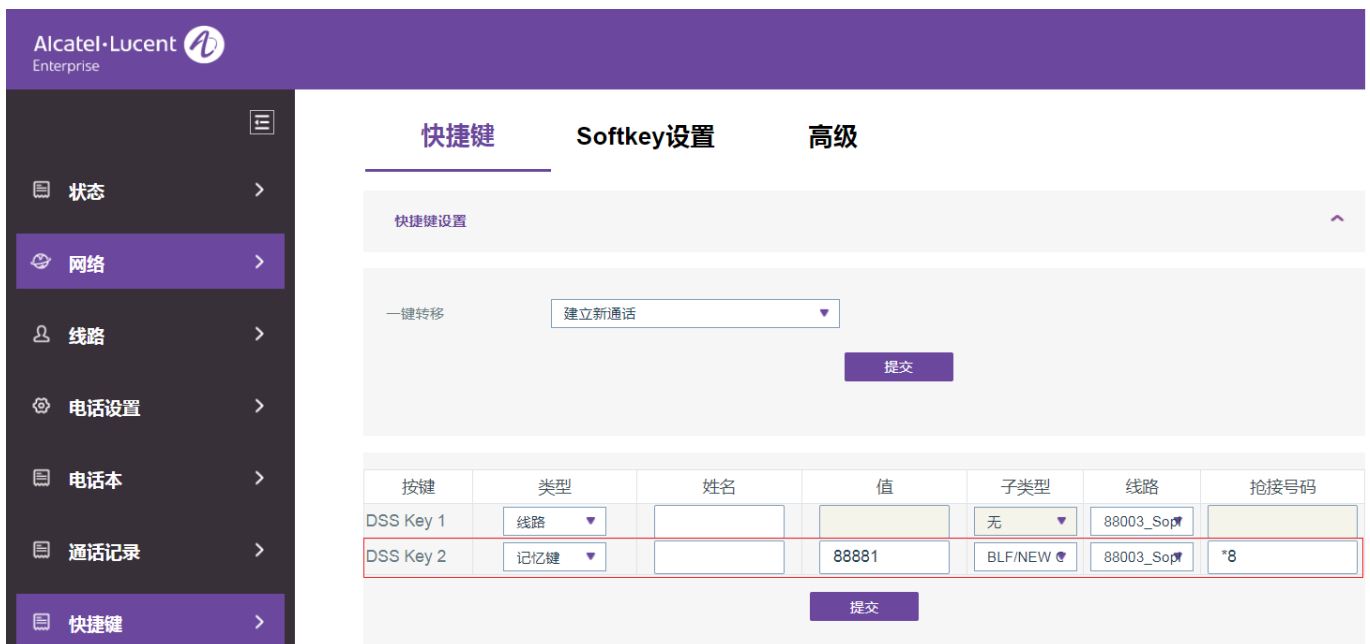 Alcatel·Lucent
Enterprise
快捷键 Softkey设置 高级
状态
快捷键设置
网络
一键转移 建立新通话
线路
提交
电话设置
电话本
按键 类型 姓名 值 子类型 线路 抢接号码
DSS Key 1 线路 无 88003_Sop
通话记录
DSS Key 2 记忆键 88881 BLF/NEW 88003_Sop *8
提交
快捷键